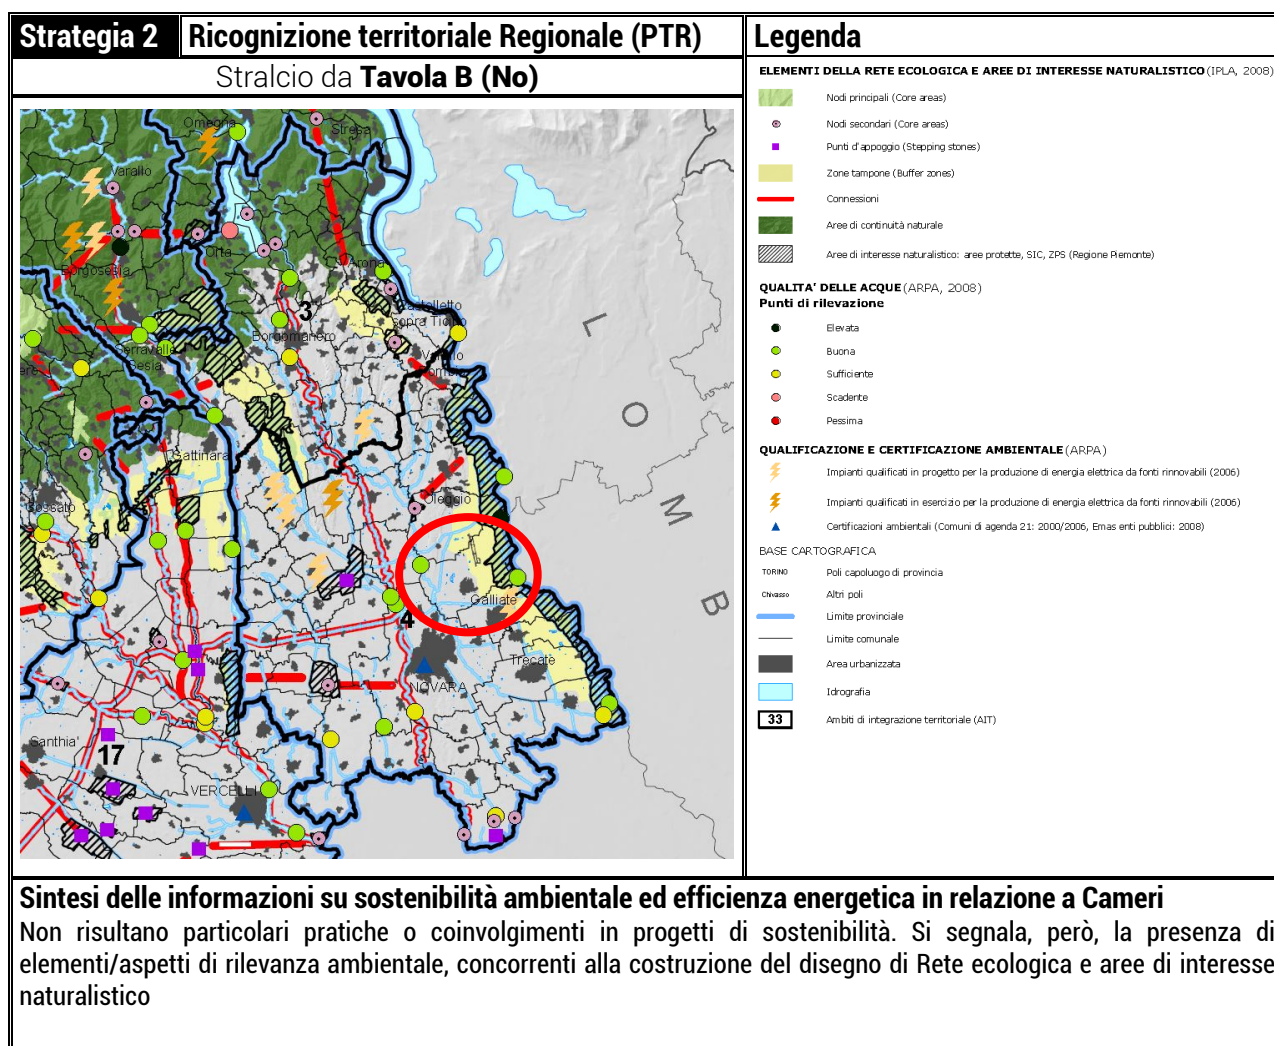 Strategia 2
Ricognizione territoriale Regionale (PTR)
Legenda
Stralcio da Tavola B (No)
Omegna
Stresa
Varallo
Orta
Borgosesia
Arona
3
Castelletto
sopra Ticino
Borgomanero
Serravalle
Sesia
Gattinara
Cossato
Oleggio
Galliate
4
NOVARA
Trecate
Santhia'
17
VERCELLI
L O M B
ELEMENTI DELLA RETE ECOLOGICA E AREE DI INTERESSE NATURALISTICO (IPLA, 2008)
Nodi principali (Core areas)
Nodi secondari (Core areas)
Punti d'appoggio (Stepping stones)
Zone tampone (Buffer zones)
Connessioni
Aree di continuità naturale
Aree di interesse naturalistico: aree protette, SIC, ZPS (Regione Piemonte)
QUALITA' DELLE ACQUE (ARPA, 2008)
Punti di rilevazione
Elevata
Buona
Sufficiente
Scadente
Pessima
QUALIFICAZIONE E CERTIFICAZIONE AMBIENTALE (ARPA)
Impianti qualificati in progetto per la produzione di energia elettrica da fonti rinnovabili (2006)
Impianti qualificati in esercizio per la produzione di energia elettrica da fonti rinnovabili (2006)
Certificazioni ambientali (Comuni di agenda 21: 2000/2006, Emas enti pubblici: 2008)
BASE CARTOGRAFICA
TORINO Poli capoluogo di provincia
Chivasso Altri poli
Limite provinciale
Limite comunale
Area urbanizzata
Idrografia
33 Ambiti di integrazione territoriale (AIT)
Sintesi delle informazioni su sostenibilità ambientale ed efficienza energetica in relazione a Cameri
Non risultano particolari pratiche o coinvolgimenti in progetti di sostenibilità. Si segnala, però, la presenza di
elementi/aspetti di rilevanza ambientale, concorrenti alla costruzione del disegno di Rete ecologica e aree di interesse
naturalistico